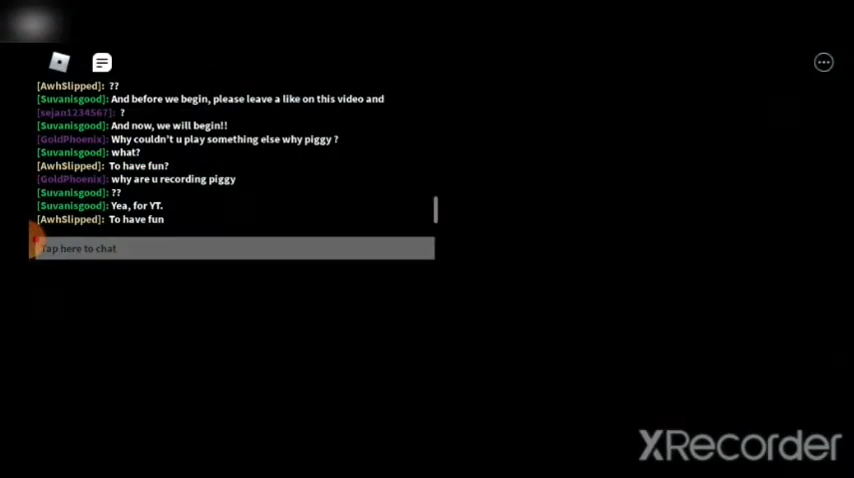 [AwhSlipped]: ??
[Suvanisgood]: And before we begin, please leave a like on this video and
[sejan1234567]: ?
[Suvanisgood]: And now, we will begin!!
[GoldPhoenix]: Why couldn't u play something else why piggy ?
[Suvanisgood]: what?
[AwhSlipped]: To have fun?
[GoldPhoenix]: why are u recording piggy
[Suvanisgood]: ??
[Suvanisgood]: Yea, for YT.
[AwhSlipped]: To have fun
Tap here to chat
XRecorder